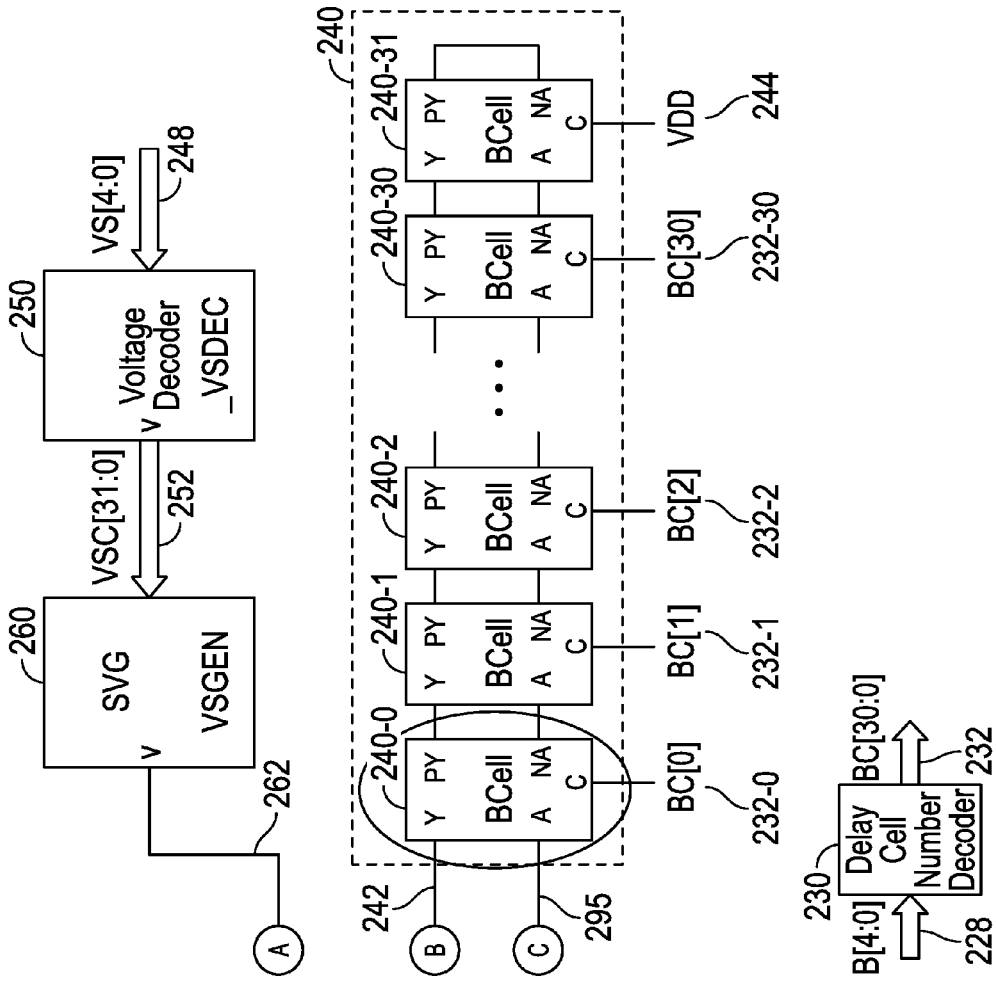 VS[4:0]
248
250
Voltage
Decoder
_VSDEC
V
VSC[31:0]
252
260
SVG
VSGEN
V
262
A
240
240-0
Y PY
BCell
A NA
C
240-1
Y PY
BCell
A NA
C
240-2
Y PY
BCell
A NA
C
...
240-30
Y PY
BCell
A NA
C
240-31
Y PY
BCell
A NA
C
242
B
295
C
BC[0]
232-0
BC[1]
232-1
BC[2]
232-2
BC[30]
232-30
VDD
244
B[4:0]
228
230
Delay
Cell
Number
Decoder
BC[30:0]
232